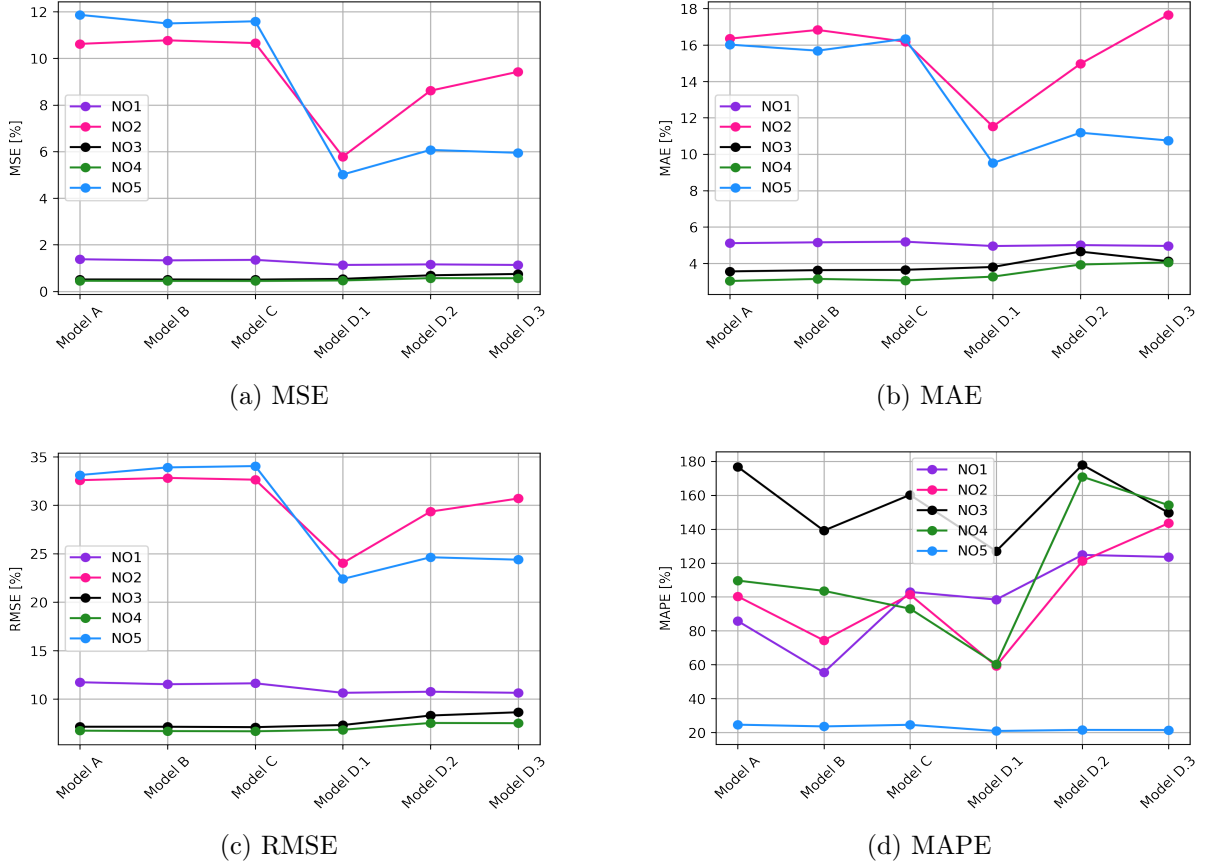 12
10
8
6
4
2
0
MSE [%]
NO1
NO2
NO3
NO4
NO5
Model A
Model B
Model C
Model D.1
Model D.2
Model D.3
(a) MSE
18
16
14
12
10
8
6
4
MAE [%]
NO1
NO2
NO3
NO4
NO5
Model A
Model B
Model C
Model D.1
Model D.2
Model D.3
(b) MAE
35
30
25
20
15
10
RMSE [%]
NO1
NO2
NO3
NO4
NO5
Model A
Model B
Model C
Model D.1
Model D.2
Model D.3
(c) RMSE
180
160
140
120
100
80
60
40
20
MAPE [%]
NO1
NO2
NO3
NO4
NO5
Model A
Model B
Model C
Model D.1
Model D.2
Model D.3
(d) MAPE